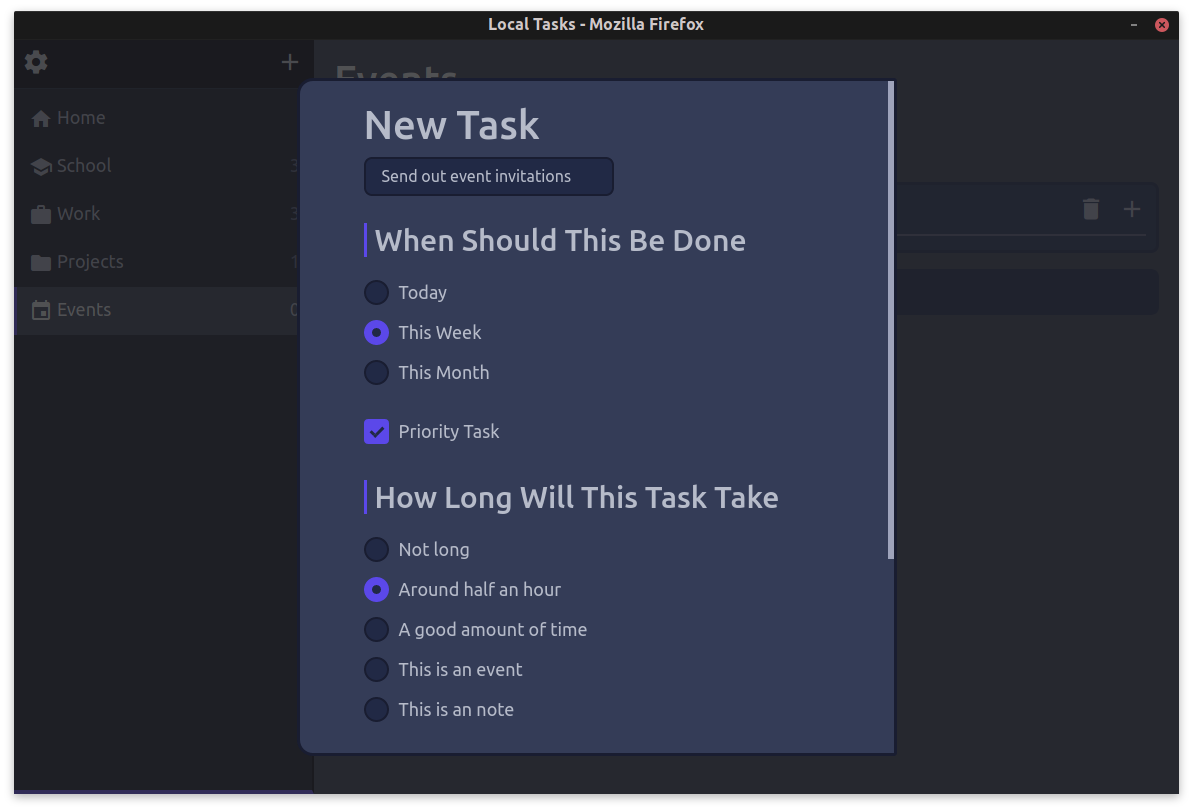 Local Tasks - Mozilla Firefox
Events
Home
School 3
Work 3
Projects 1
Events 0
New Task
Send out event invitations
When Should This Be Done
Today
This Week
This Month
Priority Task
How Long Will This Task Take
Not long
Around half an hour
A good amount of time
This is an event
This is an note